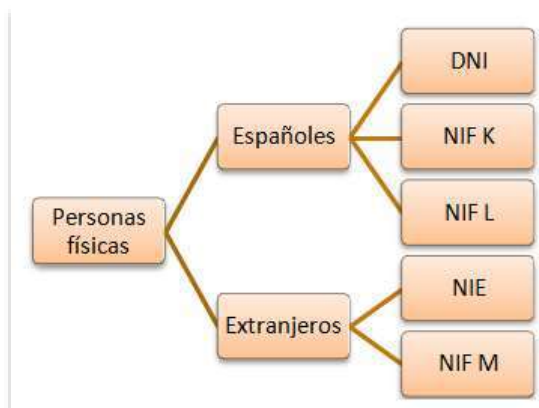 Personas
físicas
Españoles
DNI
NIF K
NIF L
Extranjeros
NIE
NIF M